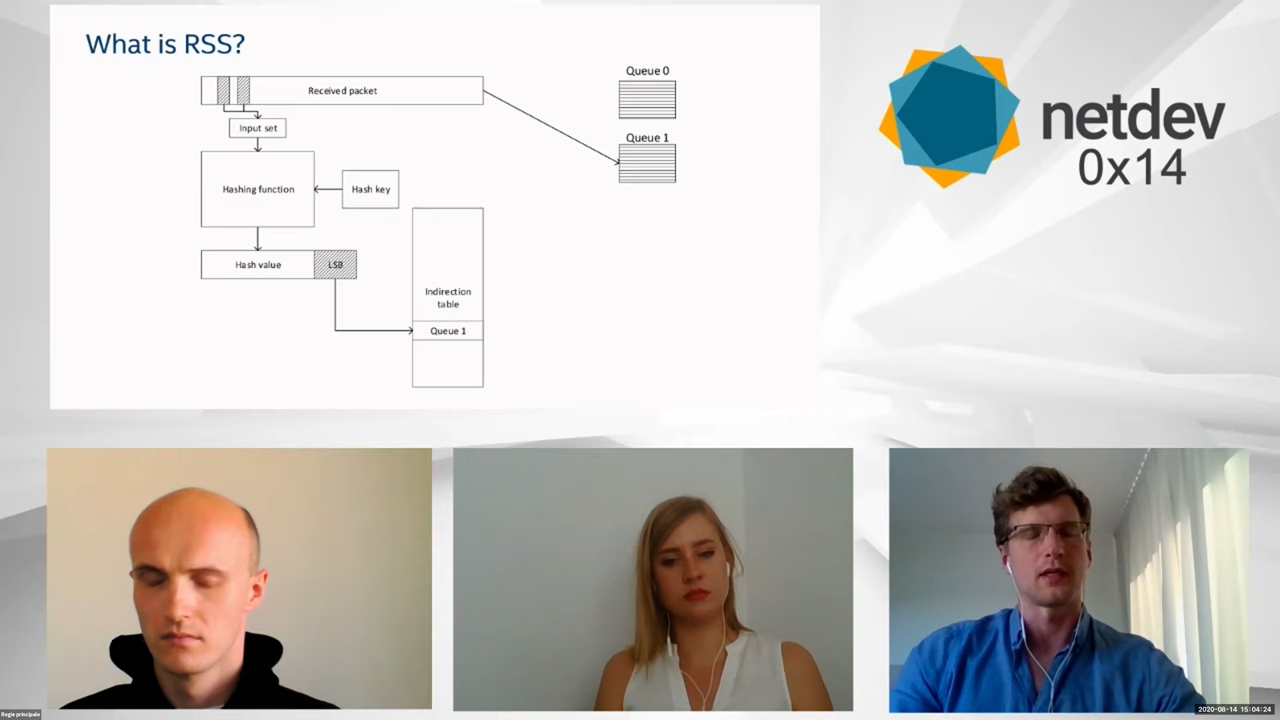 What is RSS?
Received packet
Queue 0
Input set
Queue 1
Hashing function
Hash key
Hash value
LSB
Indirection
table
Queue 1
netdev
0x14
Regie principale
2020-08-14 15:04:24